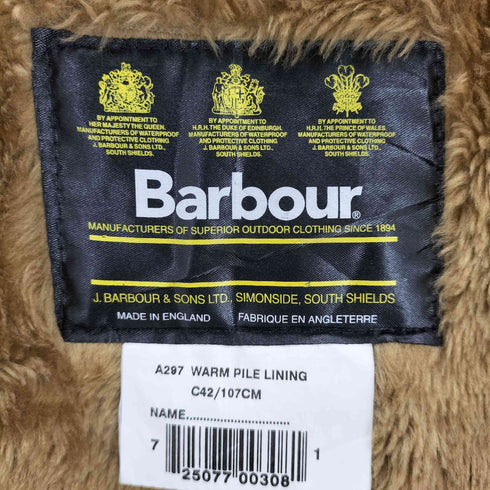 BY APPOINTMENT TO
HER MAJESTY THE QUEEN.
MANUFACTURERS OF WATERPROOF
AND PROTECTIVE CLOTHING
J. BARBOUR & SONS LTD.,
SOUTH SHIELDS.
BY APPOINTMENT TO
H.R.H. THE DUKE OF EDINBURGH.
MANUFACTURERS OF WATERPROOF
AND PROTECTIVE CLOTHING
J. BARBOUR & SONS LTD.,
SOUTH SHIELDS.
BY APPOINTMENT TO
H.R.H. THE PRINCE OF WALES.
MANUFACTURERS OF WATERPROOF
AND PROTECTIVE CLOTHING
J. BARBOUR & SONS LTD.,
SOUTH SHIELDS.
Barbour®
MANUFACTURERS OF SUPERIOR OUTDOOR CLOTHING SINCE 1894
J. BARBOUR & SONS LTD., SIMONSIDE, SOUTH SHIELDS
MADE IN ENGLAND FABRIQUE EN ANGLETERRE
A297 WARM PILE LINING
C42/107CM
NAME..............................
7 25077 00308 1